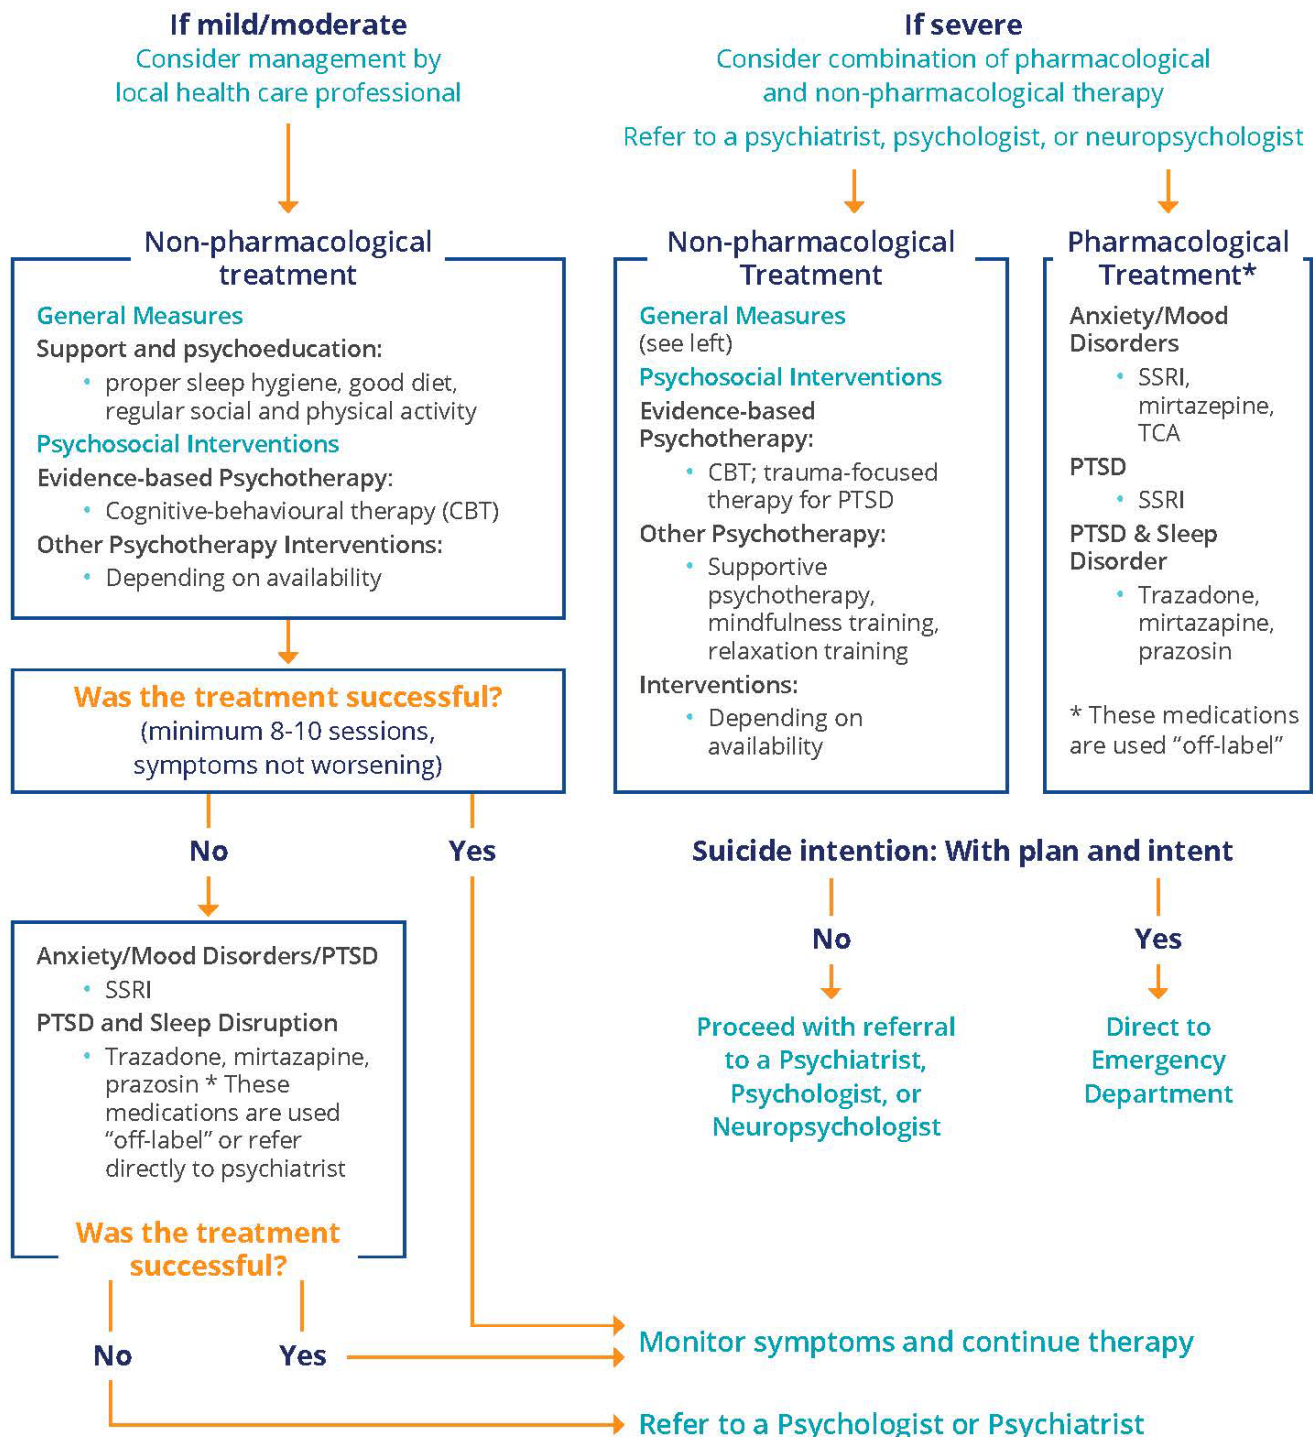 If mild/moderate
Consider management by
local health care professional
Non-pharmacological
treatment
General Measures
Support and psychoeducation:
• proper sleep hygiene, good diet,
regular social and physical activity
Psychosocial Interventions
Evidence-based Psychotherapy:
• Cognitive-behavioural therapy (CBT)
Other Psychotherapy Interventions:
• Depending on availability
Was the treatment successful?
(minimum 8-10 sessions,
symptoms not worsening)
No
Yes
Anxiety/Mood Disorders/PTSD
• SSRI
PTSD and Sleep Disruption
• Trazadone, mirtazapine,
prazosin * These
medications are used
“off-label” or refer
directly to psychiatrist
Was the treatment
successful?
No
Yes
If severe
Consider combination of pharmacological
and non-pharmacological therapy
Refer to a psychiatrist, psychologist, or neuropsychologist
Non-pharmacological
Treatment
General Measures
(see left)
Psychosocial Interventions
Evidence-based
Psychotherapy:
• CBT; trauma-focused
therapy for PTSD
Other Psychotherapy:
• Supportive
psychotherapy,
mindfulness training,
relaxation training
Interventions:
• Depending on
availability
Pharmacological
Treatment*
Anxiety/Mood
Disorders
• SSRI,
mirtazepine,
TCA
PTSD
• SSRI
PTSD & Sleep
Disorder
• Trazadone,
mirtazapine,
prazosin
* These medications
are used “off-label”
Suicide intention: With plan and intent
No
Yes
Proceed with referral
to a Psychiatrist,
Psychologist, or
Neuropsychologist
Direct to
Emergency
Department
Monitor symptoms and continue therapy
Refer to a Psychologist or Psychiatrist